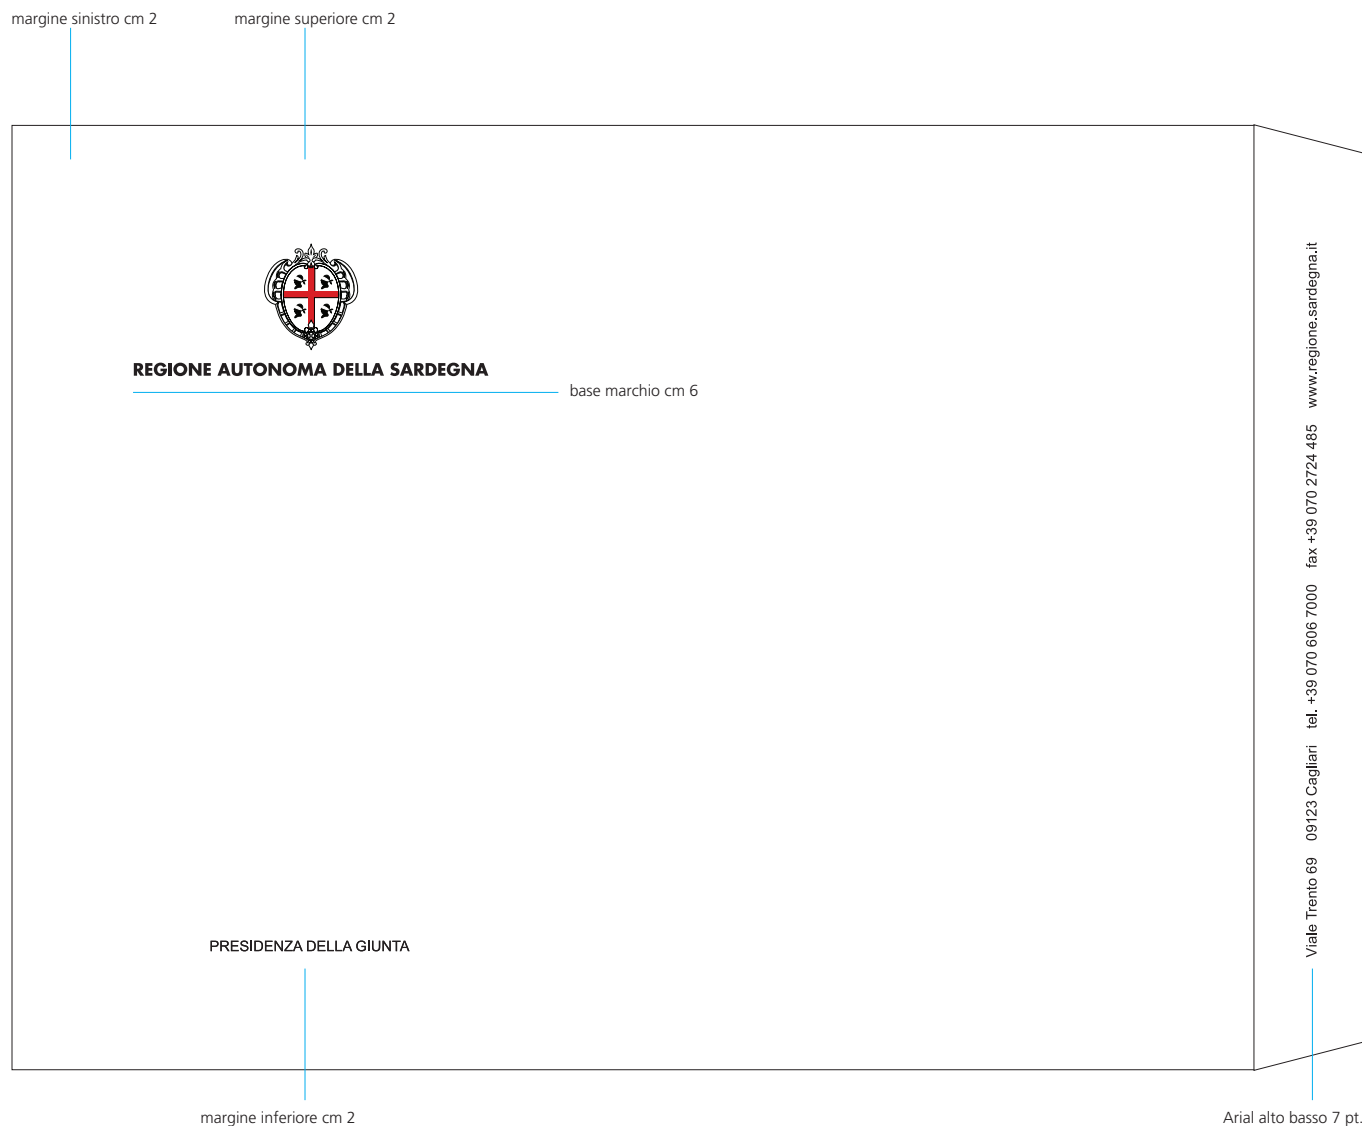 margine sinistro cm 2
margine superiore cm 2
REGIONE AUTONOMA DELLA SARDEGNA
base marchio cm 6
Viale Trento 69 09123 Cagliari tel. +39 070 606 7000 fax +39 070 2724 485 www.regione.sardegna.it
PRESIDENZA DELLA GIUNTA
margine inferiore cm 2
Arial alto basso 7 pt.